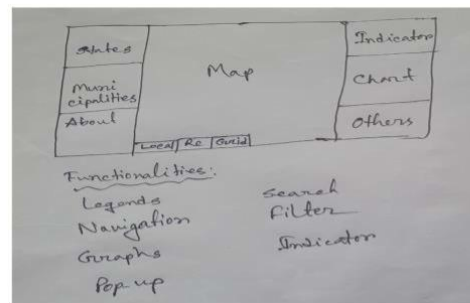 States
Muni
cipalities
About
Map
Local Re Guid
Indicator
Chart
Others
Functionalities:
Legends
Navigation
Graphs
Pop up
Search
Filter
Indicator